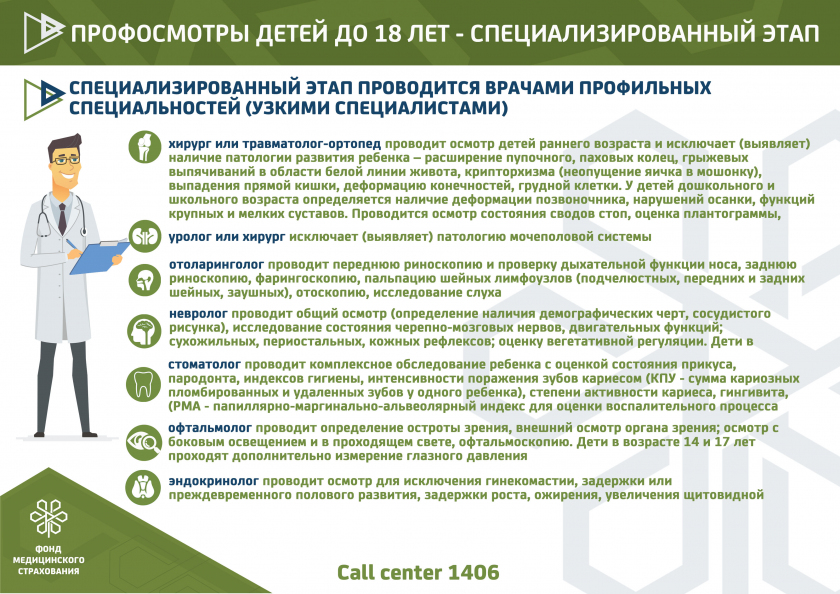 ПРОФОСМОТРЫ ДЕТЕЙ ДО 18 ЛЕТ - СПЕЦИАЛИЗИРОВАННЫЙ ЭТАП
СПЕЦИАЛИЗИРОВАННЫЙ ЭТАП ПРОВОДИТСЯ ВРАЧАМИ ПРОФИЛЬНЫХ
СПЕЦИАЛЬНОСТЕЙ (УЗКИМИ СПЕЦИАЛИСТАМИ)
хирург или травматолог-ортопед проводит осмотр детей раннего возраста и исключает (выявляет)
наличие патологии развития ребенка – расширение пупочного, паховых колец, грыжевых
выпячиваний в области белой линии живота, крипторхизма (неопущение яичка в мошонку),
выпадения прямой кишки, деформацию конечностей, грудной клетки. У детей дошкольного и
школьного возраста определяется наличие деформации позвоночника, нарушений осанки, функций
крупных и мелких суставов. Проводится осмотр состояния сводов стоп, оценка плантограммы,
уролог или хирург исключает (выявляет) патологию мочеполовой системы
отоларинголог проводит переднюю риноскопию и проверку дыхательной функции носа, заднюю
риноскопию, фарингоскопию, пальпацию шейных лимфоузлов (подчелюстных, передних и задних
шейных, заушных), отоскопию, исследование слуха
невролог проводит общий осмотр (определение наличия демографических черт, сосудистого
рисунка), исследование состояния черепно-мозговых нервов, двигательных функций;
сухожильных, периостальных, кожных рефлексов; оценку вегетативной регуляции. Дети в
стоматолог проводит комплексное обследование ребенка с оценкой состояния прикуса,
пародонта, индексов гигиены, интенсивности поражения зубов кариесом (КПУ - сумма кариозных
пломбированных и удаленных зубов у одного ребенка), степени активности кариеса, гингивита,
(РМА - папиллярно-маргинально-альвеолярный индекс для оценки воспалительного процесса
офтальмолог проводит определение остроты зрения, внешний осмотр органа зрения; осмотр с
боковым освещением и в проходящем свете, офтальмоскопию. Дети в возрасте 14 и 17 лет
проходят дополнительно измерение глазного давления
эндокринолог проводит осмотр для исключения гинекомастии, задержки или
преждевременного полового развития, задержки роста, ожирения, увеличения щитовидной
ФОНД
МЕДИЦИНСКОГО
СТРАХОВАНИЯ
Call center 1406